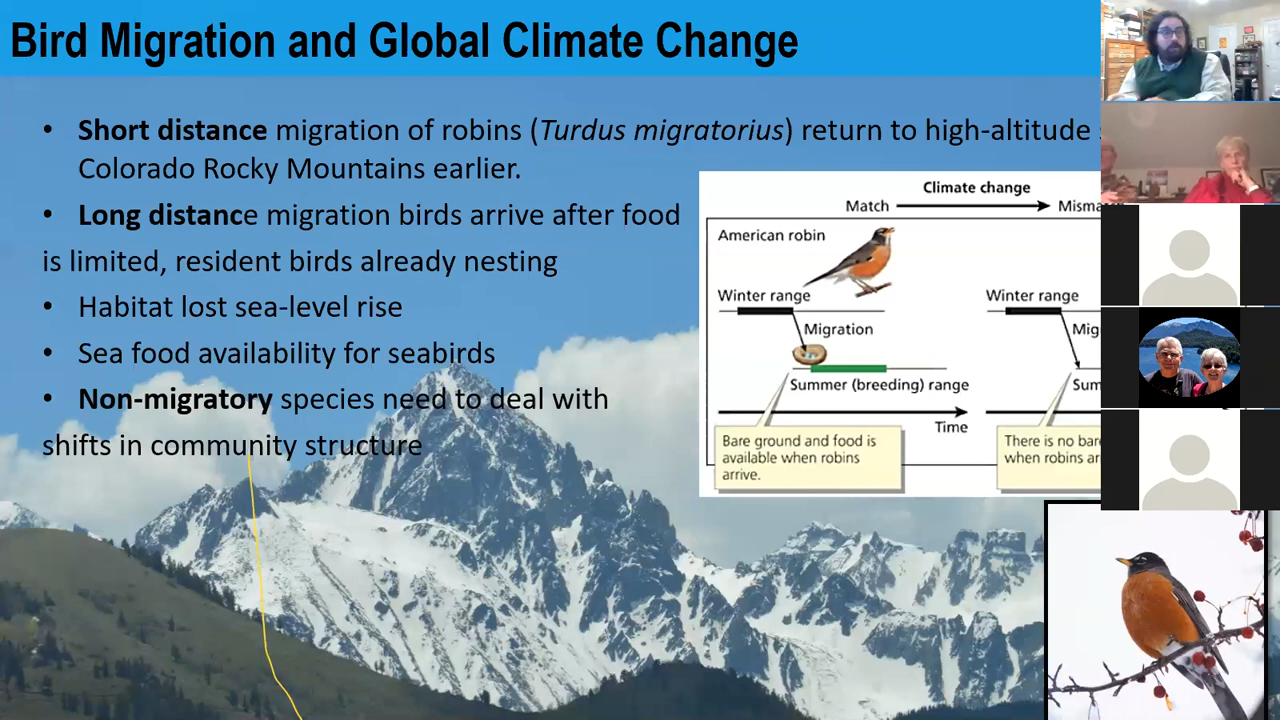 Bird Migration and Global Climate Change
• Short distance migration of robins (Turdus migratorius) return to high-altitude
Colorado Rocky Mountains earlier.
• Long distance migration birds arrive after food
is limited, resident birds already nesting
• Habitat lost sea-level rise
• Sea food availability for seabirds
• Non-migratory species need to deal with
shifts in community structure
Climate change
Match
American robin
Winter range
Migration
Summer (breeding) range
Time
Bare ground and food is
available when robins
arrive.
Winter range
There is no
when robins